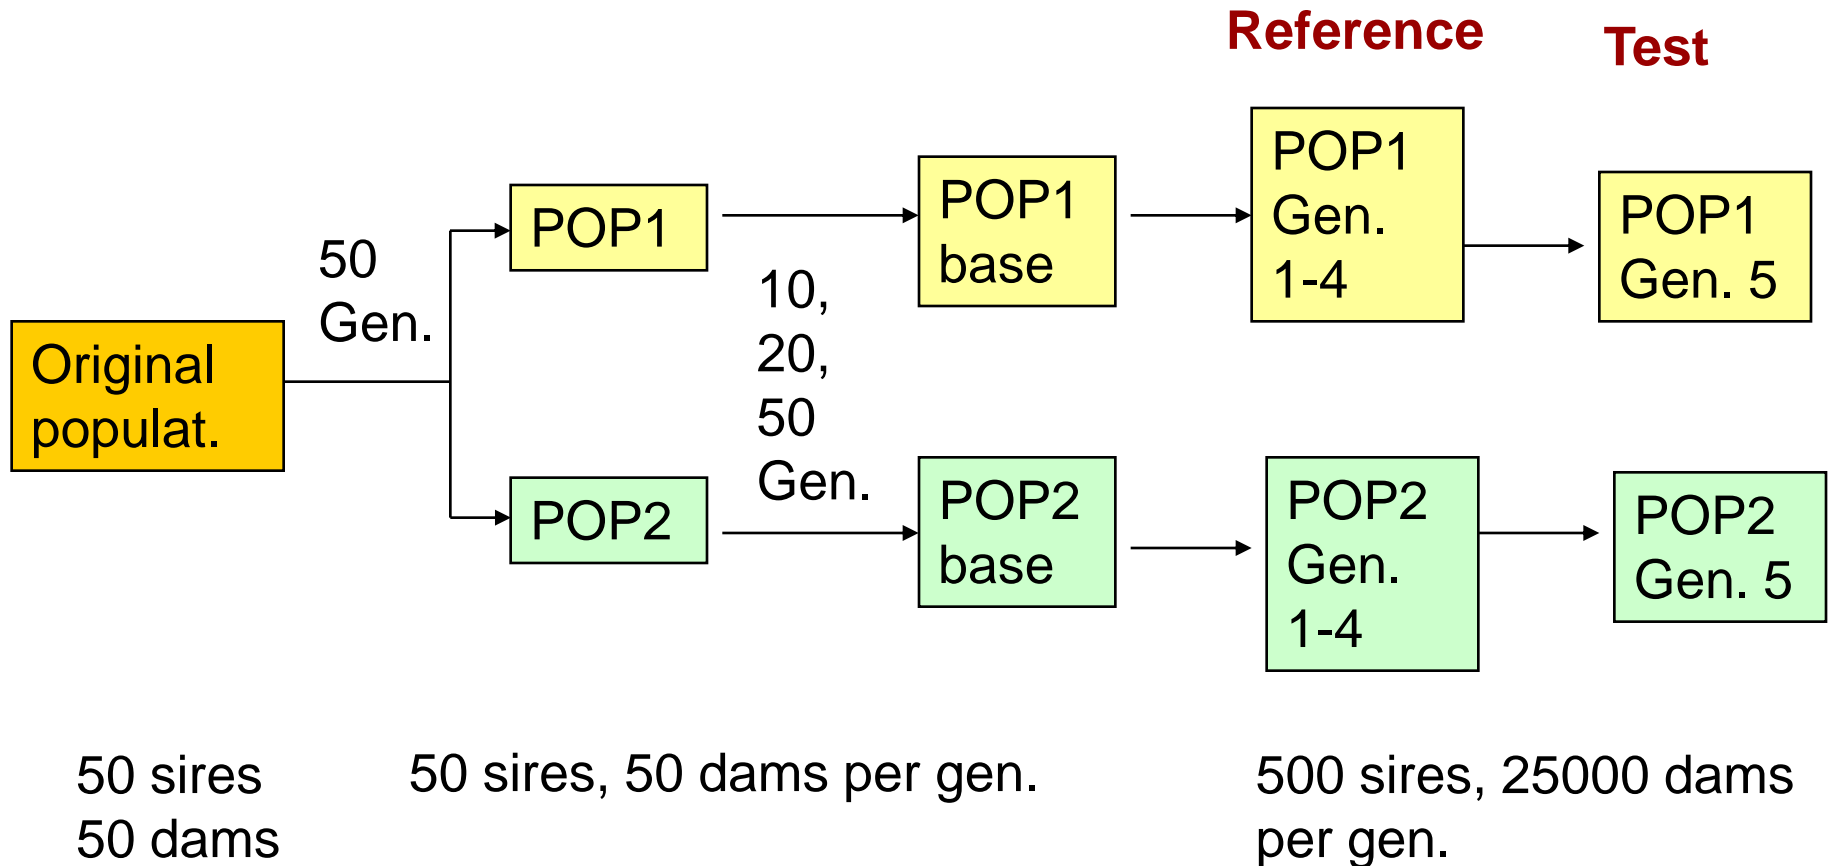 Reference
Test
Original
populat.
50
Gen.
POP1
POP2
10,
20,
50
Gen.
POP1
base
POP2
base
POP1
Gen.
1-4
POP2
Gen.
1-4
POP1
Gen. 5
POP2
Gen. 5
50 sires
50 dams
50 sires, 50 dams per gen.
500 sires, 25000 dams
per gen.